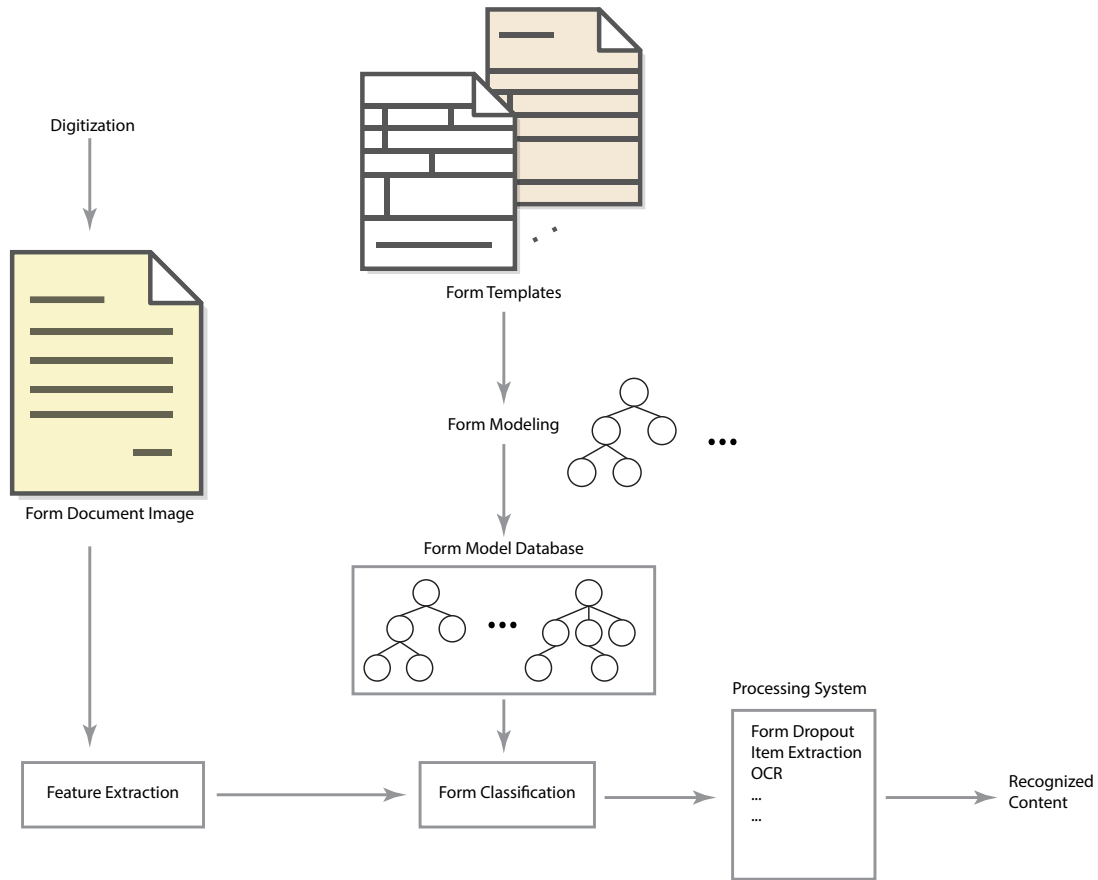 Digitization
Form Templates
Form Modeling
Form Document Image
Form Model Database
Processing System
Form Dropout
Item Extraction
OCR
...
...
Feature Extraction
Form Classification
Recognized
Content